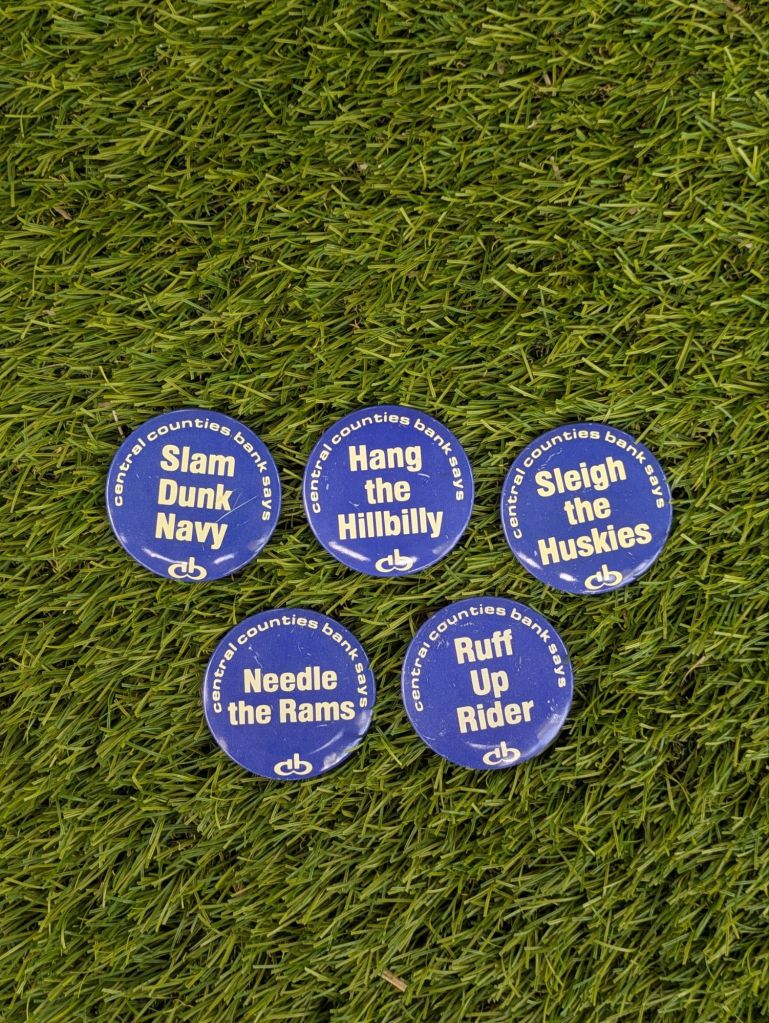 central counties bank says
Slam
Dunk
Navy
cb
central counties bank says
Hang
the
Hillbilly
cb
central counties bank says
Sleigh
the
Huskies
cb
central counties bank says
Needle
the Rams
cb
central counties bank says
Ruff
Up
Rider
cb